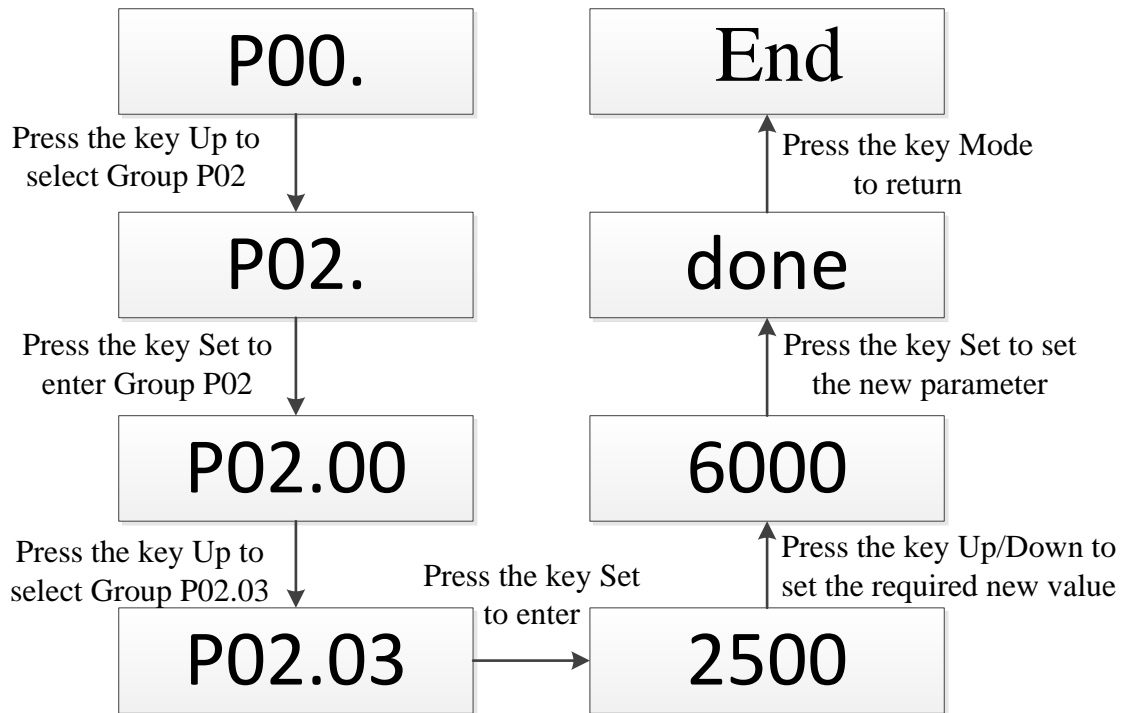 P00.
Press the key Up to
select Group P02
P02.
Press the key Set to
enter Group P02
P02.00
Press the key Up to
select Group P02.03
P02.03
Press the key Set
to enter
2500
Press the key Up/Down to
set the required new value
6000
Press the key Set to set
the new parameter
done
Press the key Mode
to return
End